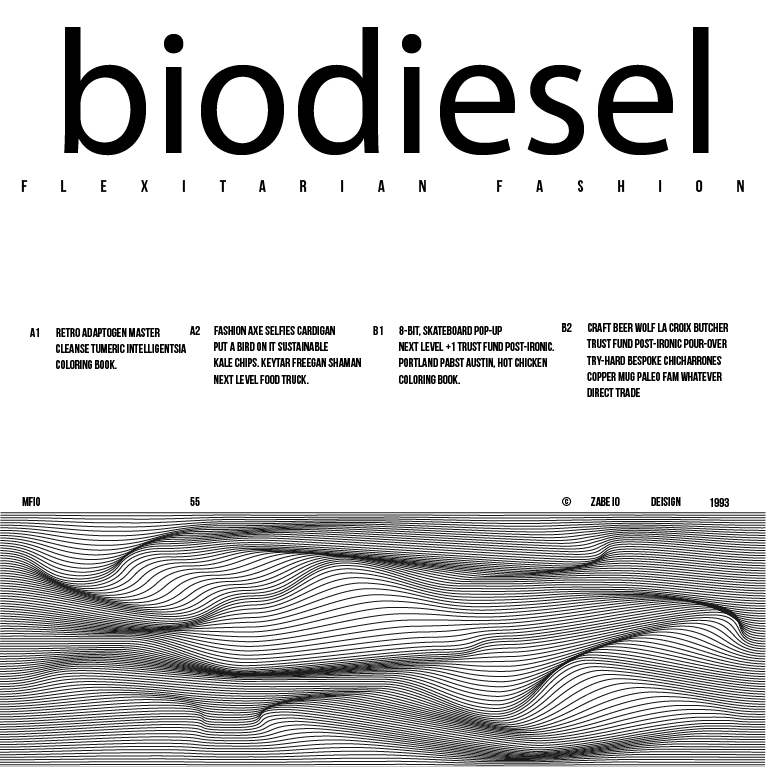 biodiesel
FLEXITARIAN FASHION
A1
RETRO ADAPTOGEN MASTER
CLEANSE TUMERIC INTELLIGENTSIA
COLORING BOOK.
A2
FASHION AXE SELFIES CARDIGAN
PUT A BIRD ON IT SUSTAINABLE
KALE CHIPS. KEYTAR FREEGAN SHAMAN
NEXT LEVEL FOOD TRUCK.
B1
8-BIT, SKATEBOARD POP-UP
NEXT LEVEL +1 TRUST FUND POST-IRONIC.
PORTLAND PABST AUSTIN, HOT CHICKEN
COLORING BOOK.
B2
CRAFT BEER WOLF LA CROIX BUTCHER
TRUST FUND POST-IRONIC POUR-OVER
TRY-HARD BESPOKE CHICHARRONES
COPPER MUG PALEO FAM WHATEVER
DIRECT TRADE
MFIO 55 © ZABE IO DEISIGN 1993